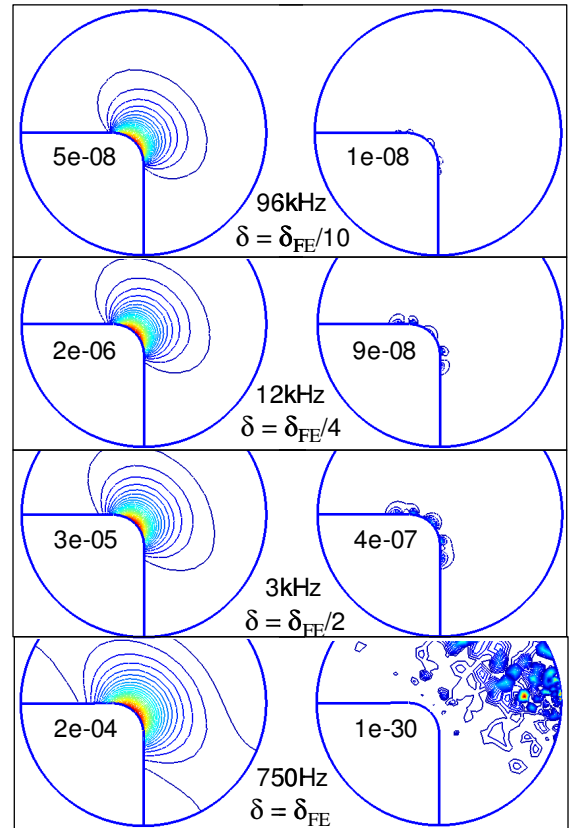 5e-08 1e-08
96kHz
δ = δFE/10
2e-06 9e-08
12kHz
δ = δFE/4
3e-05 4e-07
3kHz
δ = δFE/2
2e-04 1e-30
750Hz
δ = δFE